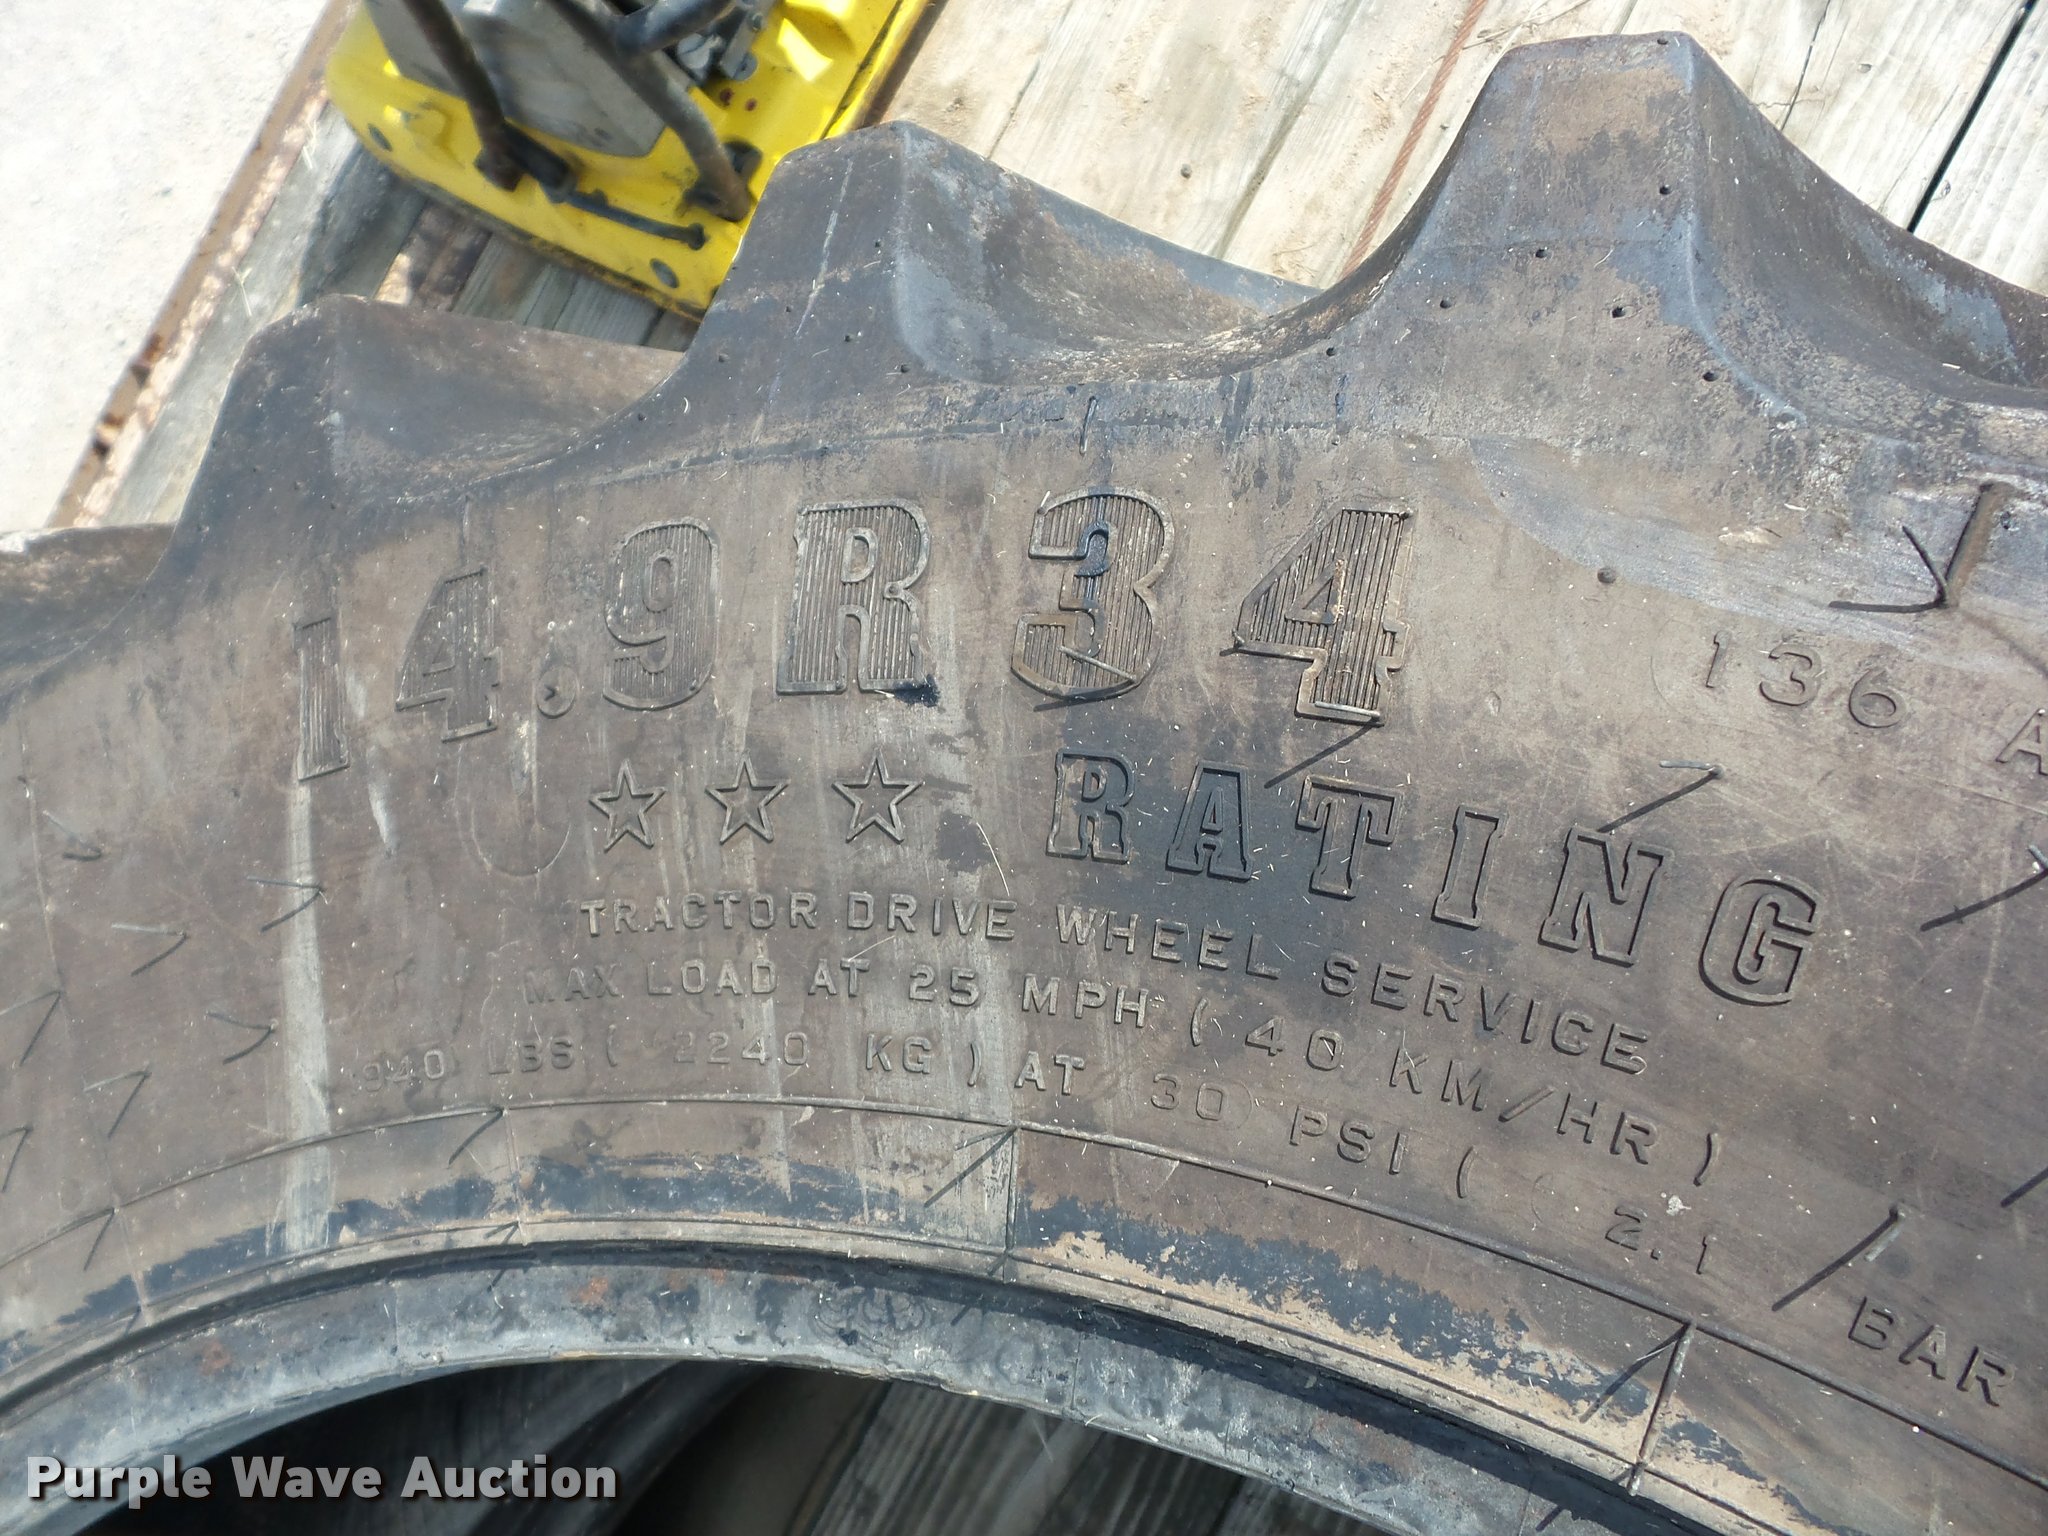 14.9R34
136 A
☆☆☆ RATING
TRACTOR DRIVE WHEEL SERVICE
MAX LOAD AT 25 MPH ( 40 KM/HR )
940 LBS ( 2240 KG ) AT 30 PSI ( 2.1 BAR
Purple Wave Auction